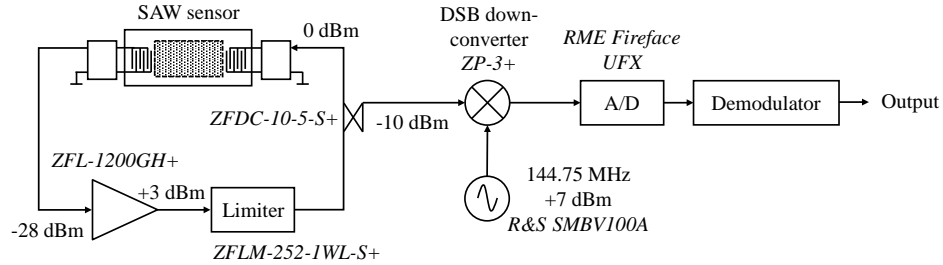 SAW sensor
0 dBm
DSB down-
converter
ZP-3+
RME Fireface
UFX
A/D
Demodulator
Output
ZFDC-10-5-S+
-10 dBm
ZFL-1200GH+
+3 dBm
-28 dBm
Limiter
ZFLM-252-1WL-S+
144.75 MHz
+7 dBm
R&S SMBV100A